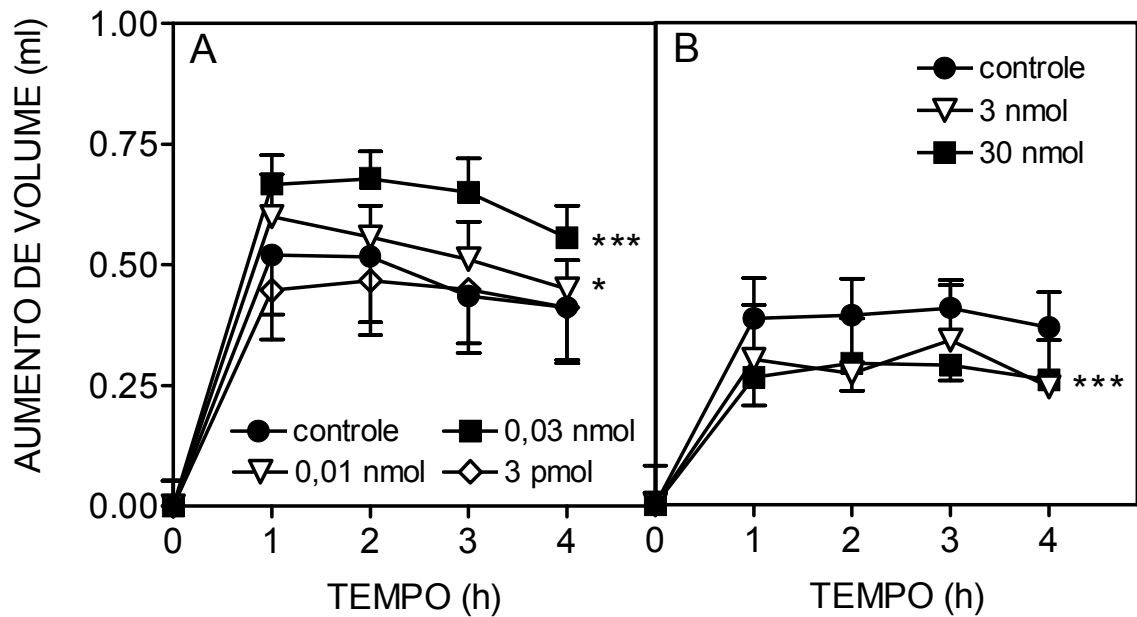 AUMENTO DE VOLUME (ml)
1.00
0.75
0.50
0.25
0.00
A
***
*
controle
0,03 nmol
0,01 nmol
3 pmol
0 1 2 3 4
TEMPO (h)
B
controle
3 nmol
30 nmol
***
0 1 2 3 4
TEMPO (h)